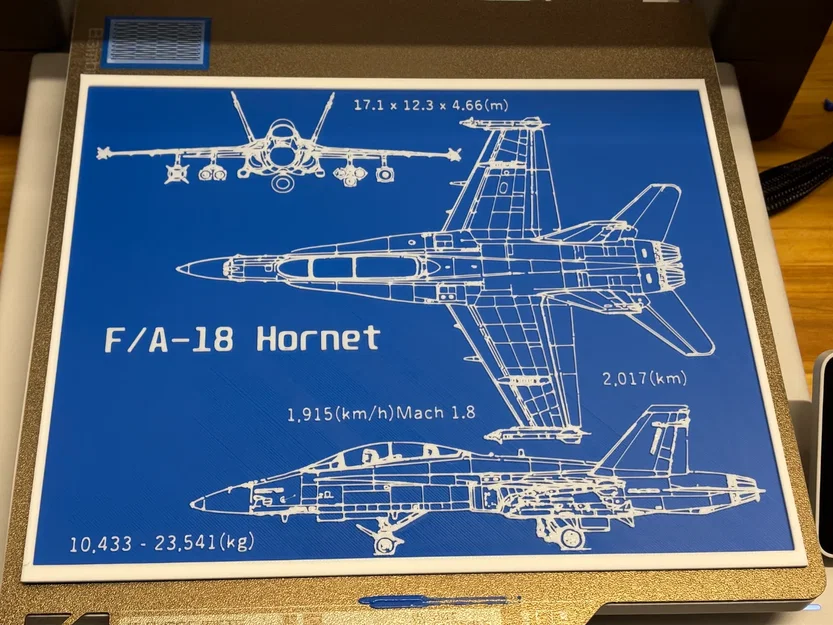 17.1 x 12.3 x 4.66(m)
F/A-18 Hornet
2,017(km)
1,915(km/h)Mach 1.8
10,433 - 23,541(kg)